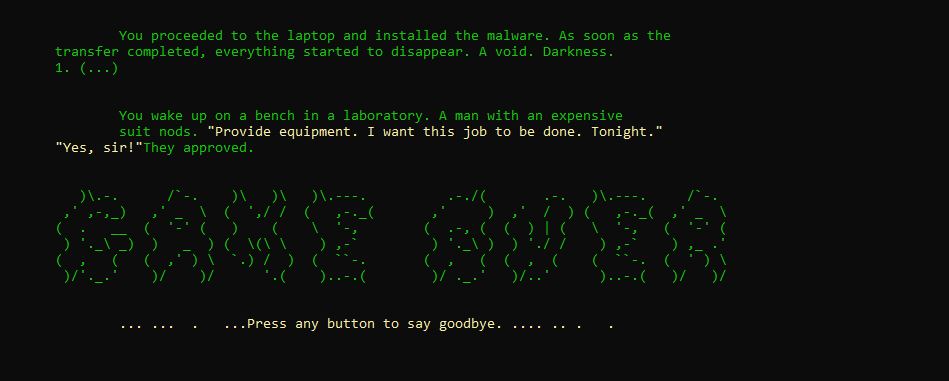 You proceeded to the laptop and installed the malware. As soon as the
transfer completed, everything started to disappear. A void. Darkness.
1. (...)
You wake up on a bench in a laboratory. A man with an expensive
suit nods. "Provide equipment. I want this job to be done. Tonight."
"Yes, sir!"They approved.
GAME OVER
... ...  .   ...Press any button to say goodbye. .... .. .   .